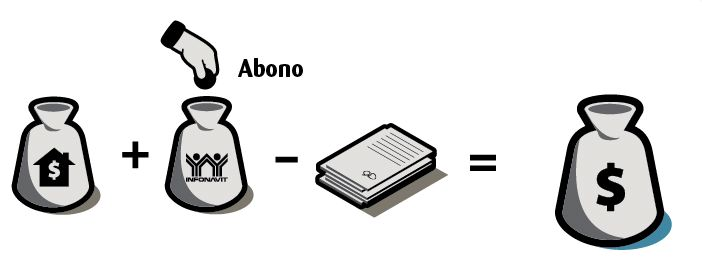 Abono
$
+
INFONAVIT
-
=
$